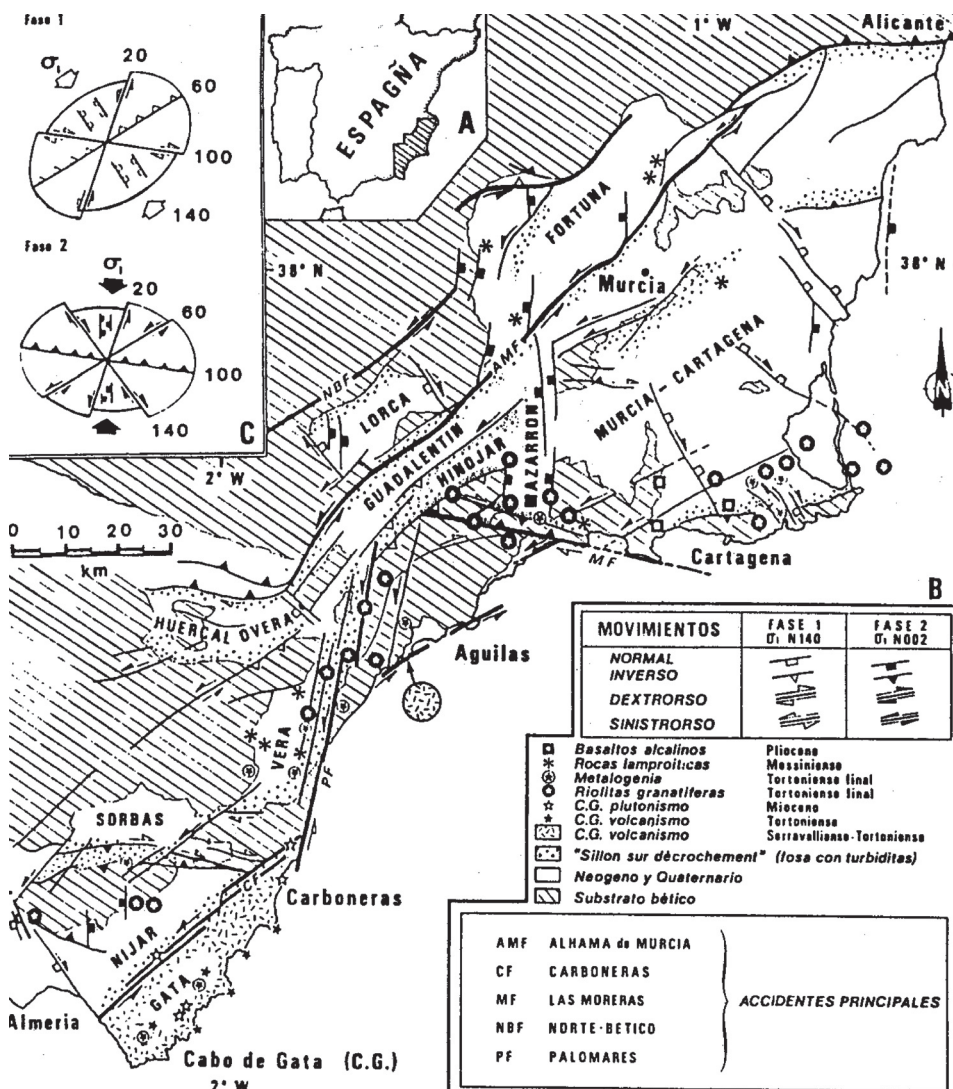 Fase 1
σ₁
20
60
100
140
Fase 2
σ₁
20
60
100
140
C
ESPAGÑA
A
1° W
Alicante
38° N
38° N
FORTUNA
Murcia
AMF
NBF
LORCA
2° W
GUADALENTIN
HINOJAR
MAZARRON
MURCIA-CARTAGENA
N
0 10 20 30
km
MF
Cartagena
HUERCAL OVERA
Aguilas
VERA
PF
SORBAS
CF
Carboneras
NIJAR
GATA
Almeria
Cabo de Gata (C.G.)
2° W
B
MOVIMIENTOS
FASE 1
σ₁ N140
FASE 2
σ₁ N002
NORMAL
INVERSO
DEXTRORSO
SINISTRORSO
Basaltos alcalinos Plioceno
Rocas lamproíticas Messiniense
Metalogenia Tortoniense final
Riolitas granatíferas Tortoniense final
C.G. plutonismo Mioceno
C.G. volcanismo Tortoniense
C.G. volcanismo Serravalliense-Tortoniense
"Sillon sur décrochement" (fosa con turbiditas)
Neogeno y Quaternario
Substrato bético
AMF ALHAMA de MURCIA
CF CARBONERAS
MF LAS MORERAS
NBF NORTE-BETICO
PF PALOMARES
ACCIDENTES PRINCIPALES